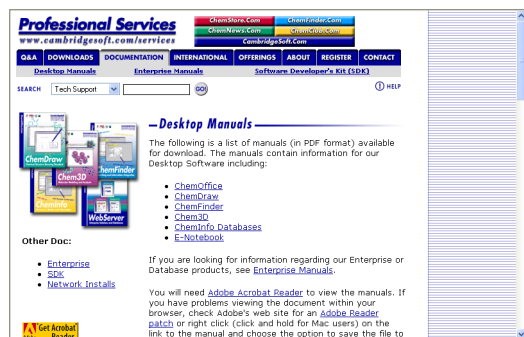 Professional Services
www.cambridgesoft.com/services
ChemStore.Com ChemFinder.Com
ChemNews.Com ChemClub.Com
CambridgeSoft.Com
Q&A DOWNLOADS DOCUMENTATION INTERNATIONAL OFFERINGS ABOUT REGISTER CONTACT
Desktop Manuals Enterprise Manuals Software Developer's Kit (SDK)
SEARCH Tech Support GO! HELP
ChemDraw
Chem3D
ChemFinder
ChemInfo
WebServer
Other Doc:
Enterprise
SDK
Network Installs
Get Acrobat
Reader
Desktop Manuals
The following is a list of manuals (in PDF format) available
for download. The manuals contain information for our
Desktop Software including:
ChemOffice
ChemDraw
ChemFinder
Chem3D
ChemInfo Databases
E-Notebook
If you are looking for information regarding our Enterprise or
Database products, see Enterprise Manuals.
You will need Adobe Acrobat Reader to view the manuals. If
you have problems viewing the document within your
browser, check Adobe's web site for an Adobe Reader
patch or right click (click and hold for Mac users) on the
link to the manual and choose the option to save the file to